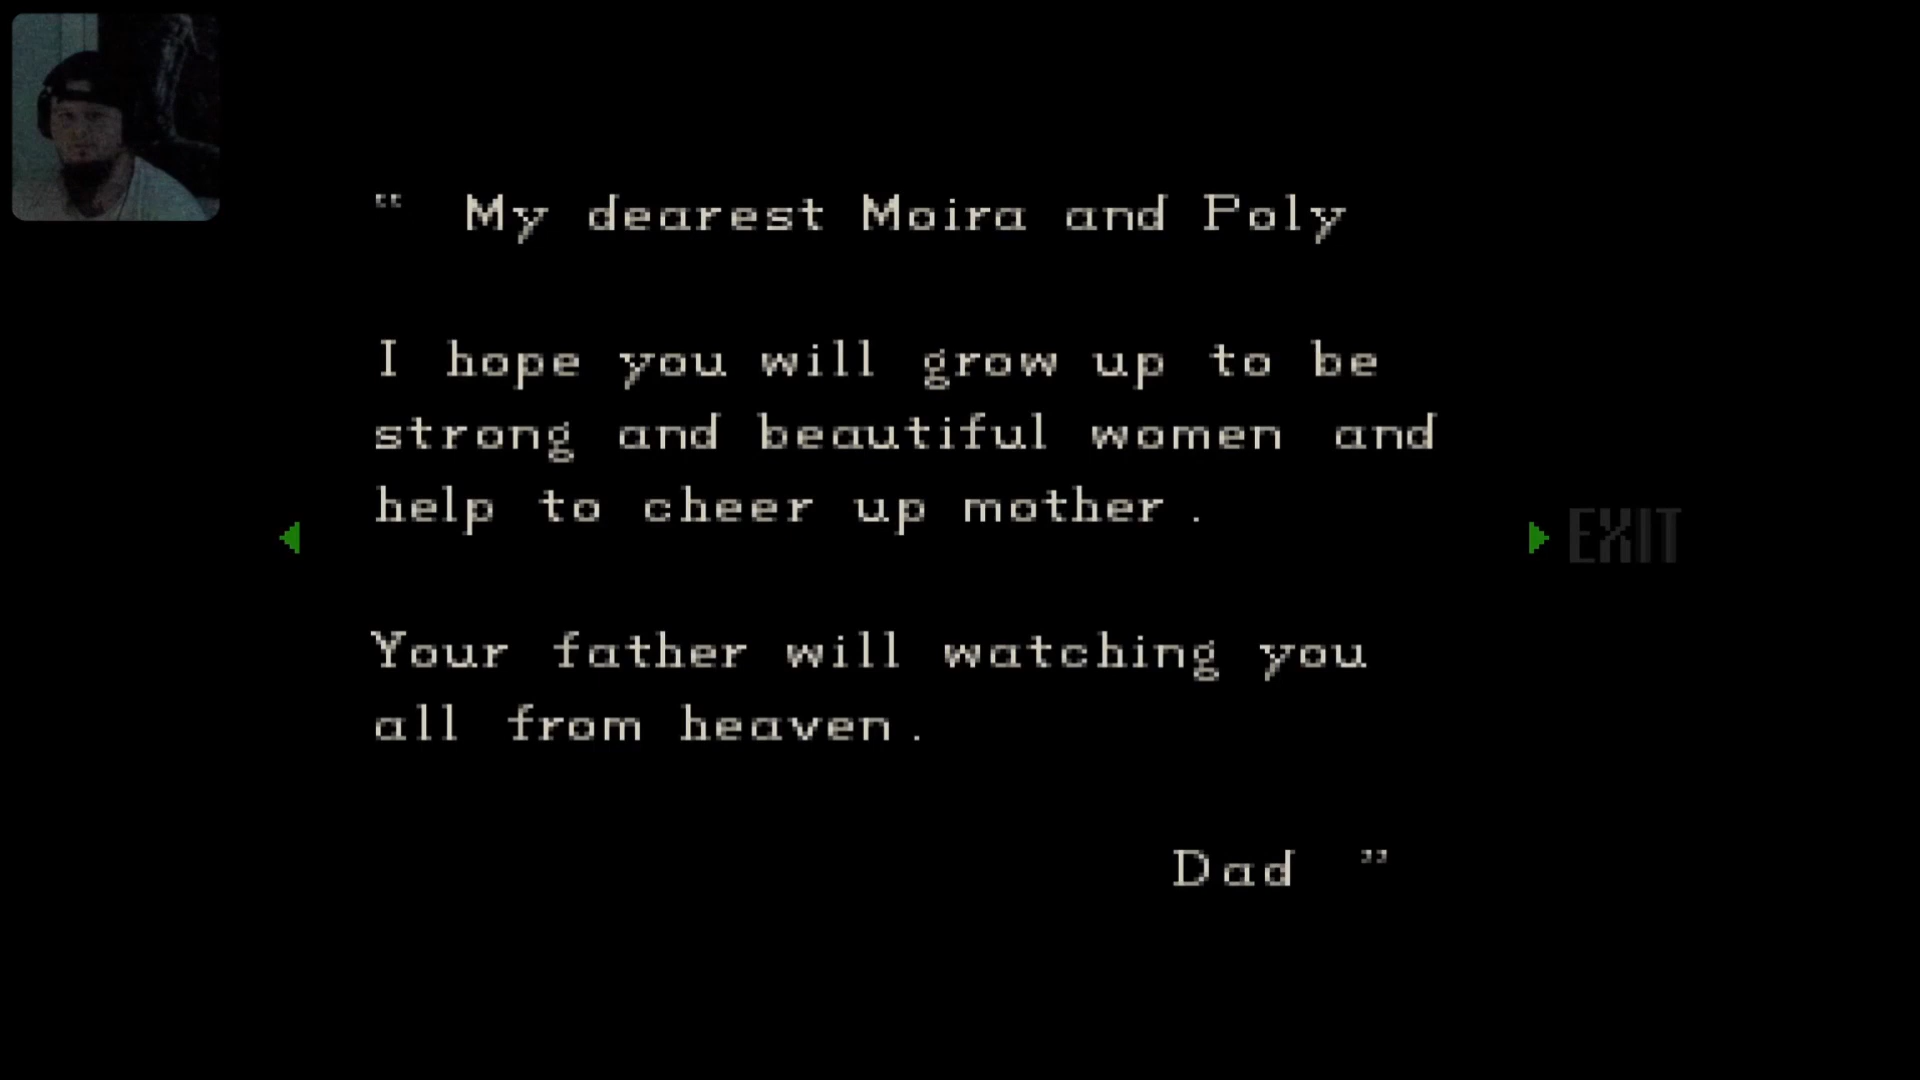 “ My dearest Moira and Poly
I hope you will grow up to be
strong and beautiful women and
help to cheer up mother .
EXIT
Your father will watching you
all from heaven .
Dad ”